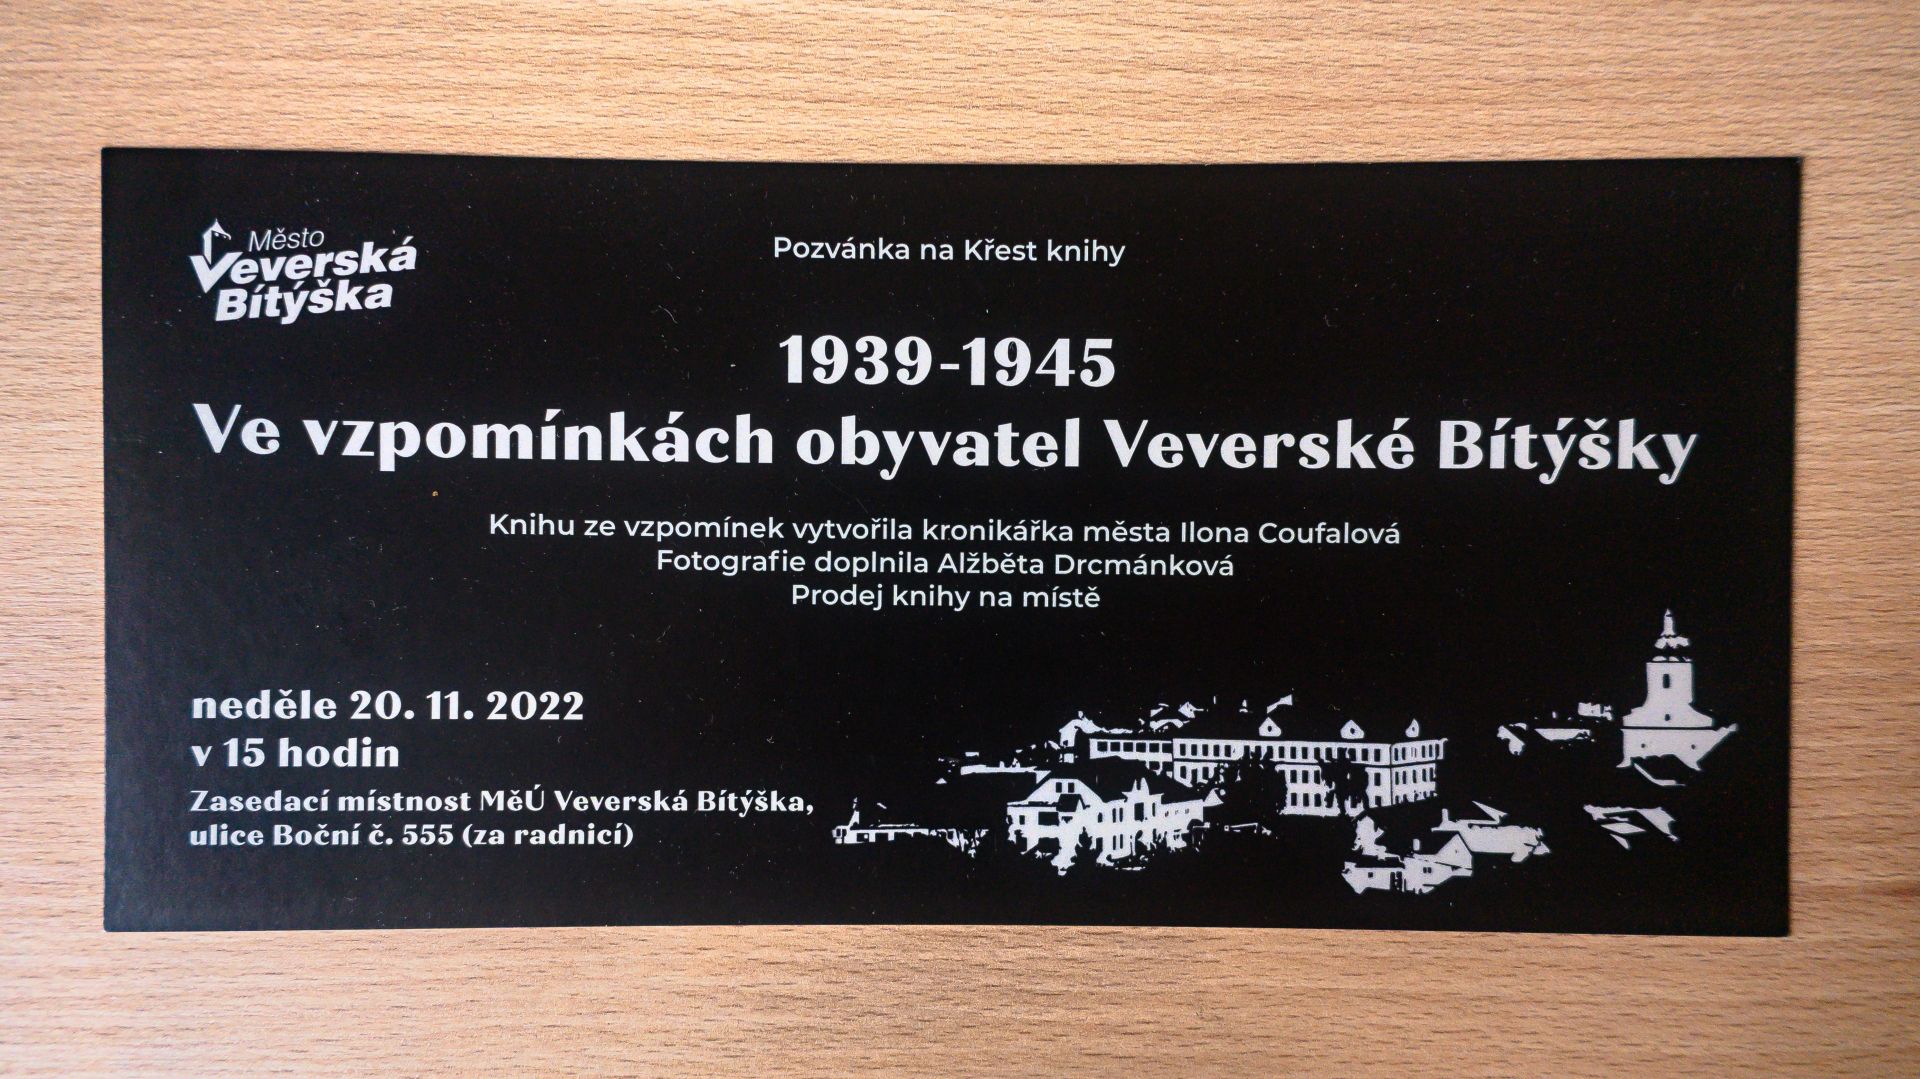 Město
Veverská
Bítýška
Pozvánka na Křest knihy
1939-1945
Ve vzpomínkách obyvatel Veverské Bítýšky
Knihu ze vzpomínek vytvořila kronikářka města Ilona Coufalová
Fotografie doplnila Alžběta Drcmánková
Prodej knihy na místě
neděle 20. 11. 2022
v 15 hodin
Zasedací místnost MěÚ Veverská Bítýška,
ulice Boční č. 555 (za radnicí)